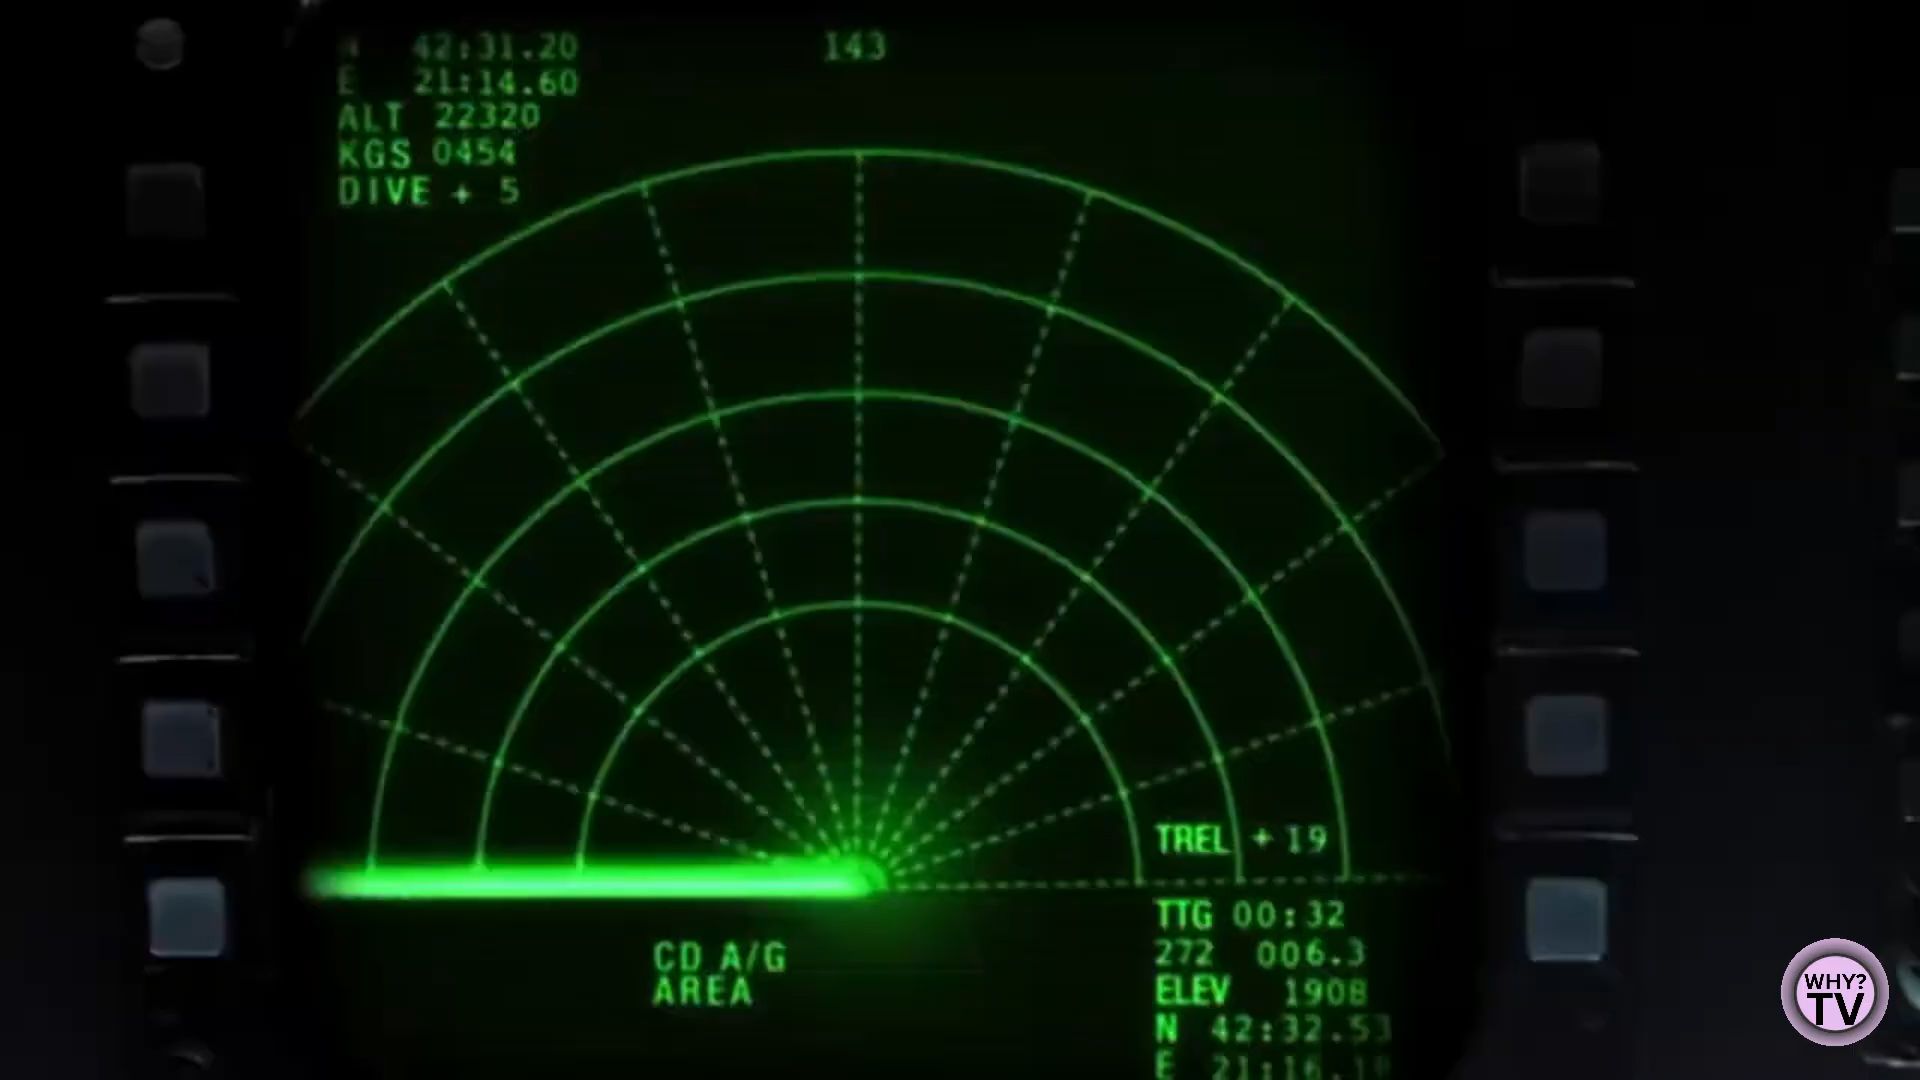 N 42:31.20
E 21:14.60
ALT 22320
KGS 0454
DIVE + 5
143
TREL + 19
TTG 00:32
272 006.3
ELEV 1908
N 42:32.53
E
CD A/G
AREA
WHY?
TV